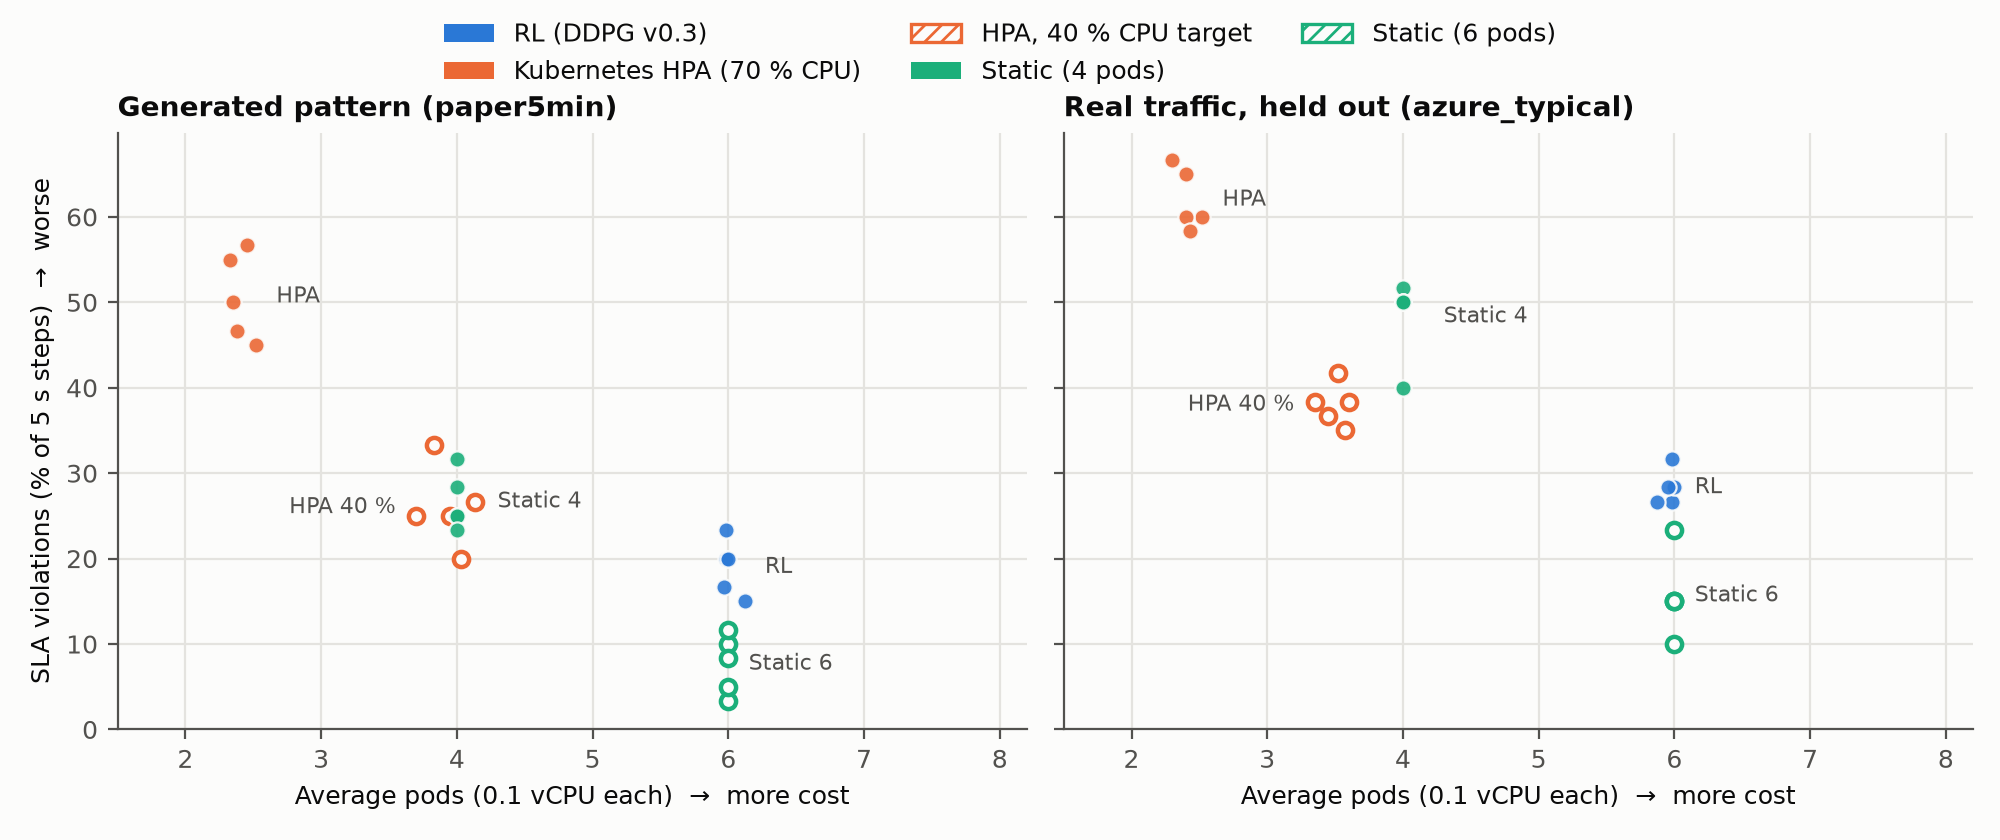 RL (DDPG v0.3)
HPA, 40 % CPU target
Static (6 pods)
Kubernetes HPA (70 % CPU)
Static (4 pods)
Generated pattern (paper5min)
Real traffic, held out (azure_typical)
SLA violations (% of 5 s steps) → worse
60
50
40
30
20
10
0
HPA
HPA 40 %
Static 4
RL
Static 6
2 3 4 5 6 7 8
Average pods (0.1 vCPU each) → more cost
HPA
Static 4
HPA 40 %
RL
Static 6
2 3 4 5 6 7 8
Average pods (0.1 vCPU each) → more cost